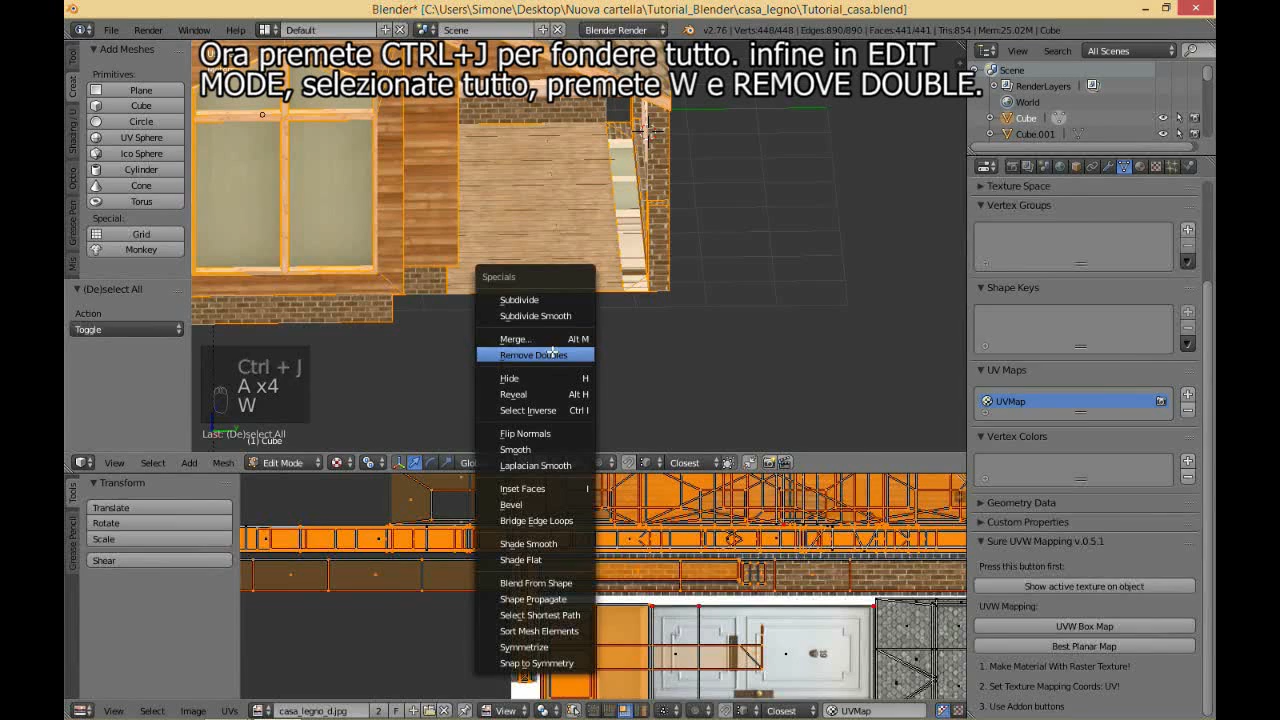 Blender* [C:\Users\Simone\Desktop\Nuova cartella\Tutorial_Blender\casa_legno\Tutorial_casa.blend]
File Render Window Help Default Scene Blender Render v2.76 | Verts:448/448 | Edges:890/890 | Faces:441/441 | Tris:854 | Mem:51.03M | Cube
Ora premete CTRL+J per fondere tutto. infine in EDIT
MODE, selezionate tutto, premete W e REMOVE DOUBLE.
Add Meshes
Primitives:
Plane
Cube
Circle
UV Sphere
Ico Sphere
Cylinder
Cone
Torus
Special:
Grid
Monkey
(De)select All
Action
Toggle
Ctrl + J
A x4
W
Last: (De)select All
(1) Cube
Specials
Subdivide
Subdivide Smooth
Merge... Alt M
Remove Doubles
Hide H
Reveal Alt H
Select Inverse Ctrl I
Flip Normals
Smooth
Laplacian Smooth
Inset Faces I
Bevel
Bridge Edge Loops
Shade Smooth
Shade Flat
Blend From Shape
Shape Propagate
Select Shortest Path
Sort Mesh Elements
Symmetrize
Snap to Symmetry
View Select Add Mesh Edit Mode Closest
Tools
Grease Pencil
Transform
Translate
Rotate
Scale
Shear
View Select Image UVs casa_legno_d.jpg 2 F View Closest UVMap
View Search All Scenes
Scene
RenderLayers
World
Cube
Cube.001
Texture Space
Vertex Groups
Shape Keys
UV Maps
UVMap
Vertex Colors
Geometry Data
Custom Properties
Sure UVW Mapping v.0.5.1
Press this button first:
Show active texture on object
UVW Mapping:
UVW Box Map
Best Planar Map
1. Make Material With Raster Texture!
2. Set Texture Mapping Coords: UV!
3. Use Addon buttons